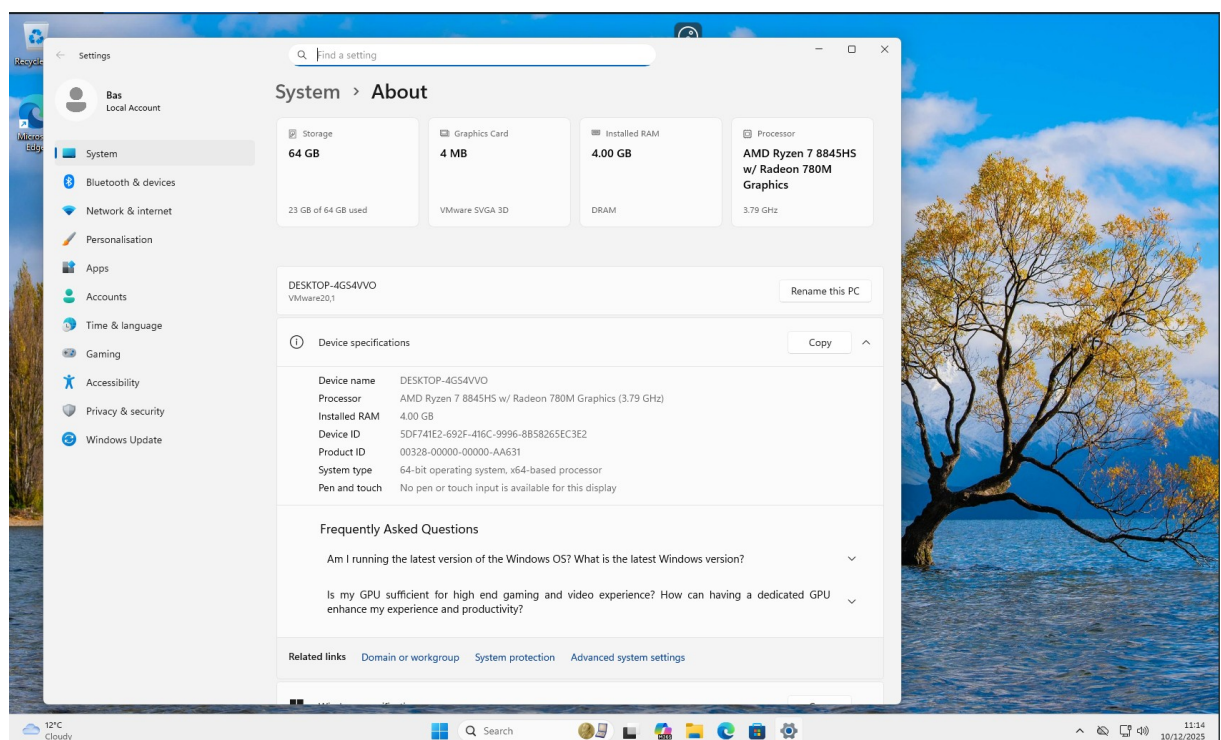 Recycle
Microso
Edge
Settings
Find a setting
Bas
Local Account
System
Bluetooth & devices
Network & internet
Personalisation
Apps
Accounts
Time & language
Gaming
Accessibility
Privacy & security
Windows Update
System > About
Storage
64 GB
23 GB of 64 GB used
Graphics Card
4 MB
VMware SVGA 3D
Installed RAM
4.00 GB
DRAM
Processor
AMD Ryzen 7 8845HS
w/ Radeon 780M
Graphics
3.79 GHz
DESKTOP-4GS4VVO
VMware20,1
Rename this PC
Device specifications
Copy
Device name DESKTOP-4GS4VVO
Processor AMD Ryzen 7 8845HS w/ Radeon 780M Graphics (3.79 GHz)
Installed RAM 4.00 GB
Device ID 5DF741E2-692F-416C-9996-8B58265EC3E2
Product ID 00328-00000-00000-AA631
System type 64-bit operating system, x64-based processor
Pen and touch No pen or touch input is available for this display
Frequently Asked Questions
Am I running the latest version of the Windows OS? What is the latest Windows version?
Is my GPU sufficient for high end gaming and video experience? How can having a dedicated GPU
enhance my experience and productivity?
Related links Domain or workgroup System protection Advanced system settings
12°C
Cloudy
Search
11:14
10/12/2025